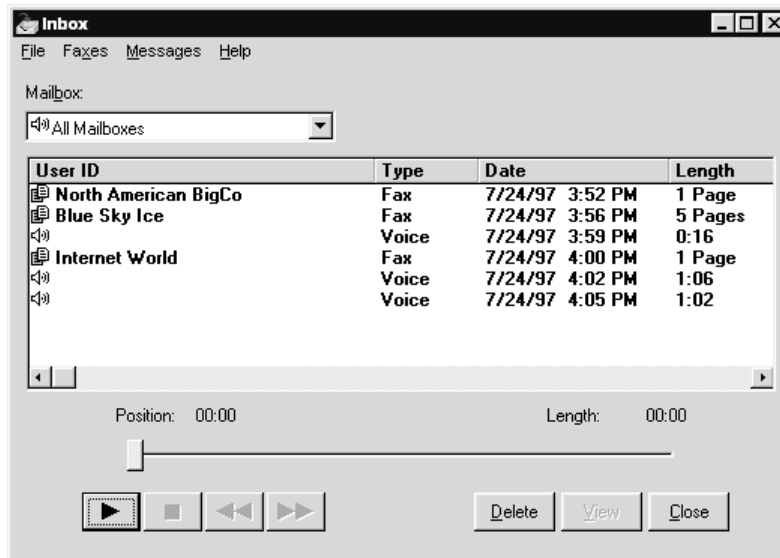 Inbox
File Faxes Messages Help
Mailbox:
All Mailboxes
User ID Type Date Length
North American BigCo Fax 7/24/97 3:52 PM 1 Page
Blue Sky Ice Fax 7/24/97 3:56 PM 5 Pages
Voice 7/24/97 3:59 PM 0:16
Internet World Fax 7/24/97 4:00 PM 1 Page
Voice 7/24/97 4:02 PM 1:06
Voice 7/24/97 4:05 PM 1:02
Position: 00:00 Length: 00:00
Delete View Close